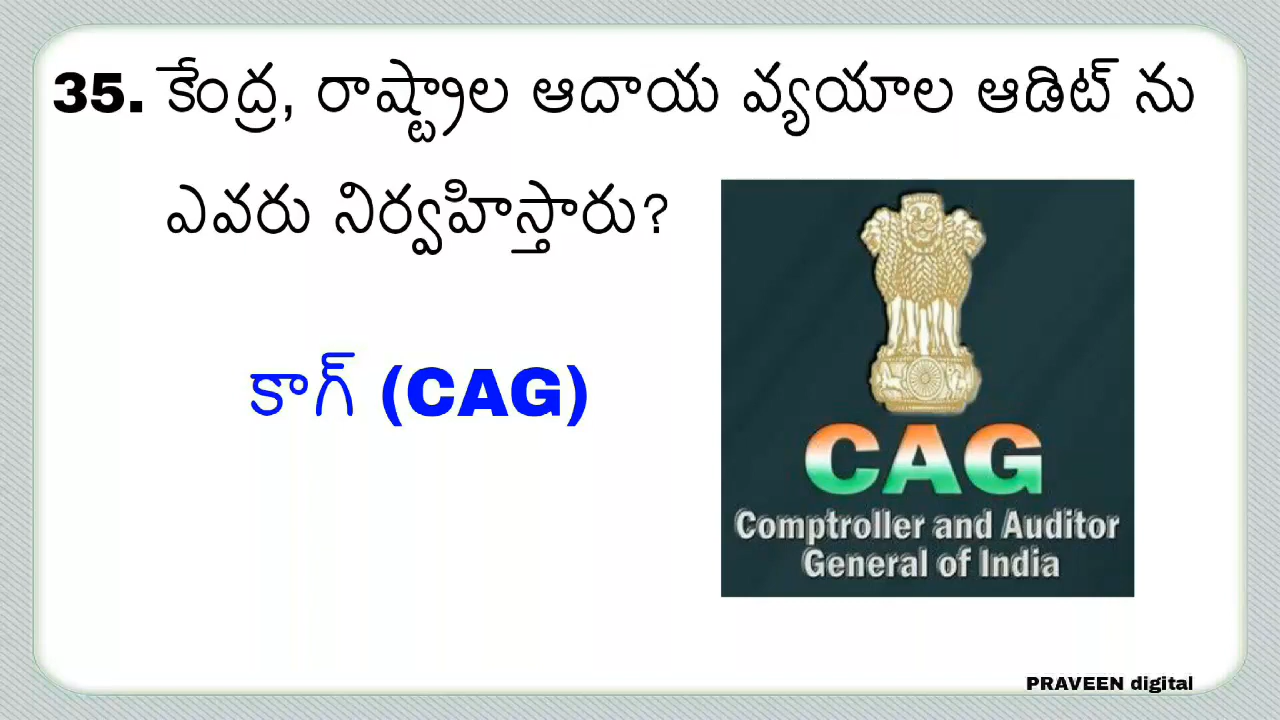 35. కేంద్ర, రాష్ట్రాల ఆదాయ వ్యయాల ఆడిట్ ను
ఎవరు నిర్వహిస్తారు?
కాగ్ (CAG)
CAG
Comptroller and Auditor
General of India
PRAVEEN digital